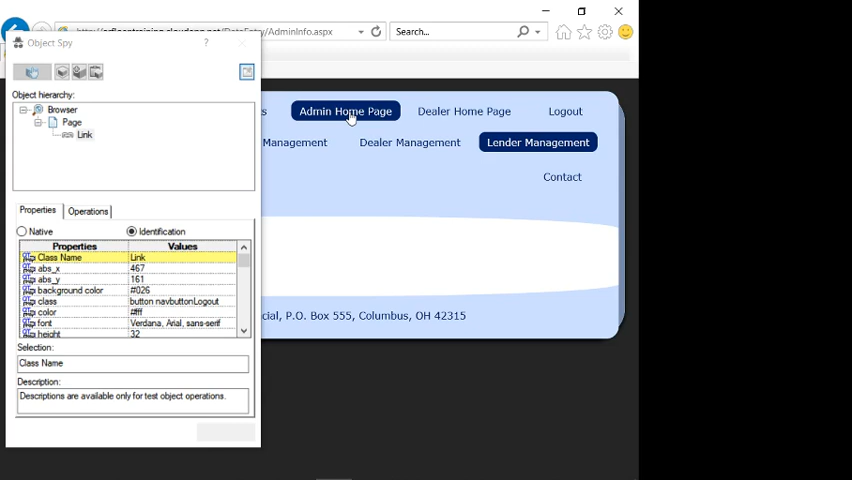 Object Spy
?
Object hierarchy:
Browser
Page
Link
Properties
Operations
Native
Identification
Properties Values
Class Name Link
abs_x 467
abs_y 161
background color #026
class button navbuttonLogout
color #fff
font Verdana, Arial, sans-serif
height 32
Selection:
Class Name
Description:
Descriptions are available only for test object operations.
AdminInfo.aspx
Search...
s
Admin Home Page
Dealer Home Page
Logout
Management
Dealer Management
Lender Management
Contact
cial, P.O. Box 555, Columbus, OH 42315